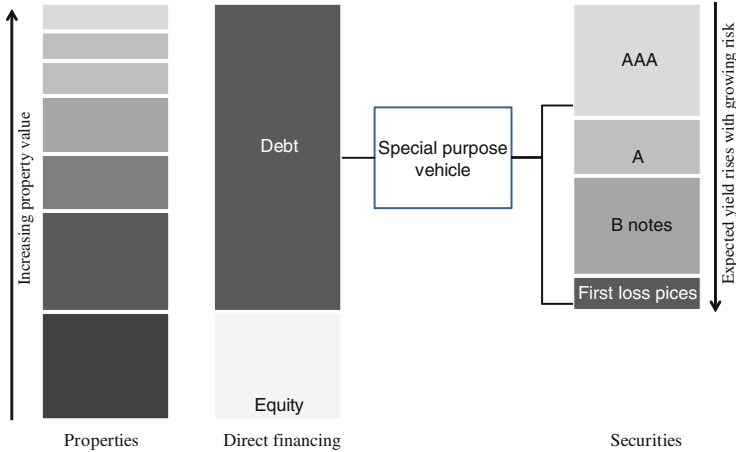 Increasing property value
Debt
Equity
Special purpose
vehicle
AAA
A
B notes
First loss pices
Expected yield rises with growing risk
Properties
Direct financing
Securities